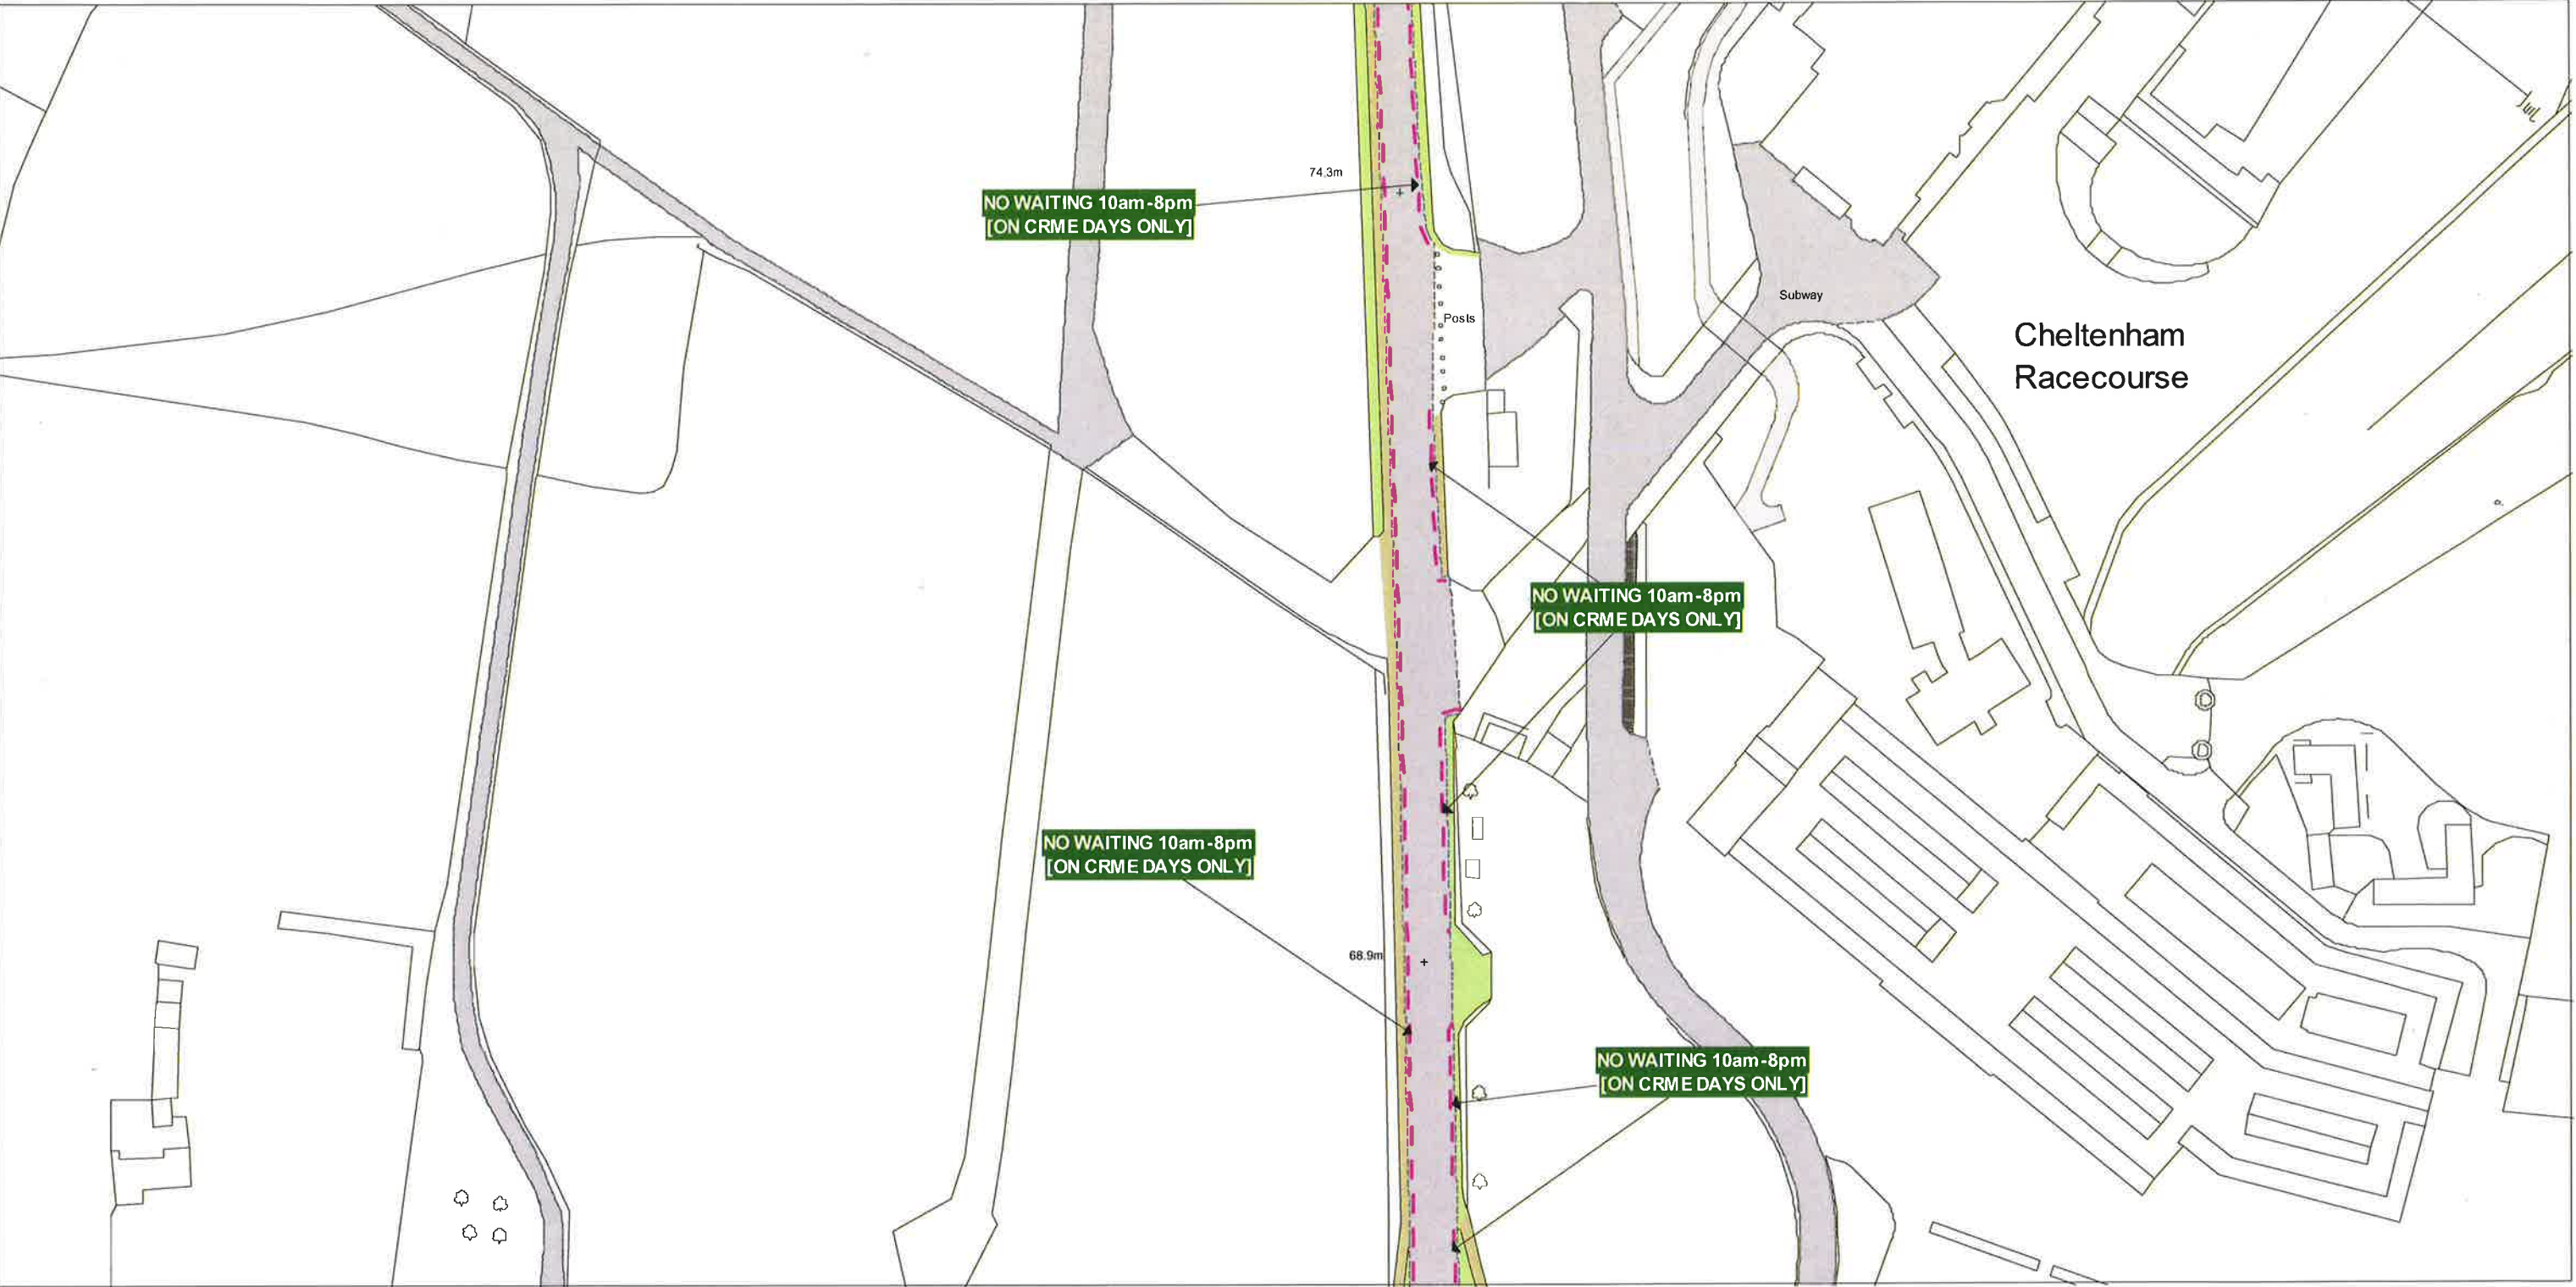 74.3m
NO WAITING 10am-8pm
[ON CRME DAYS ONLY]
Subway
Posts
Cheltenham
Racecourse
NO WAITING 10am-8pm
[ON CRME DAYS ONLY]
NO WAITING 10am-8pm
[ON CRME DAYS ONLY]
68.9m
NO WAITING 10am-8pm
[ON CRME DAYS ONLY]